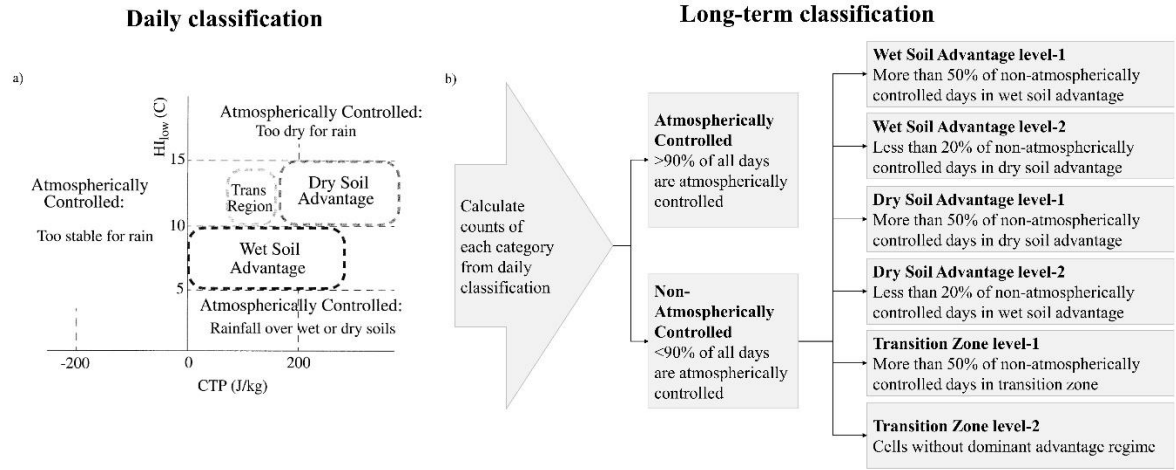 Daily classification
Long-term classification
a)
HIlow (C)
Atmospherically Controlled:
Too dry for rain
15
Atmospherically
Controlled:
Too stable for rain
Trans
Region
Dry Soil
Advantage
10
Wet Soil
Advantage
5
Atmospherically Controlled:
Rainfall over wet or dry soils
-200
0
200
CTP (J/kg)
b)
Calculate
counts of
each category
from daily
classification
Atmospherically
Controlled
>90% of all days
are atmospherically
controlled
Non-
Atmospherically
Controlled
<90% of all days
are atmospherically
controlled
Wet Soil Advantage level-1
More than 50% of non-atmospherically
controlled days in wet soil advantage
Wet Soil Advantage level-2
Less than 20% of non-atmospherically
controlled days in dry soil advantage
Dry Soil Advantage level-1
More than 50% of non-atmospherically
controlled days in dry soil advantage
Dry Soil Advantage level-2
Less than 20% of non-atmospherically
controlled days in wet soil advantage
Transition Zone level-1
More than 50% of non-atmospherically
controlled days in transition zone
Transition Zone level-2
Cells without dominant advantage regime